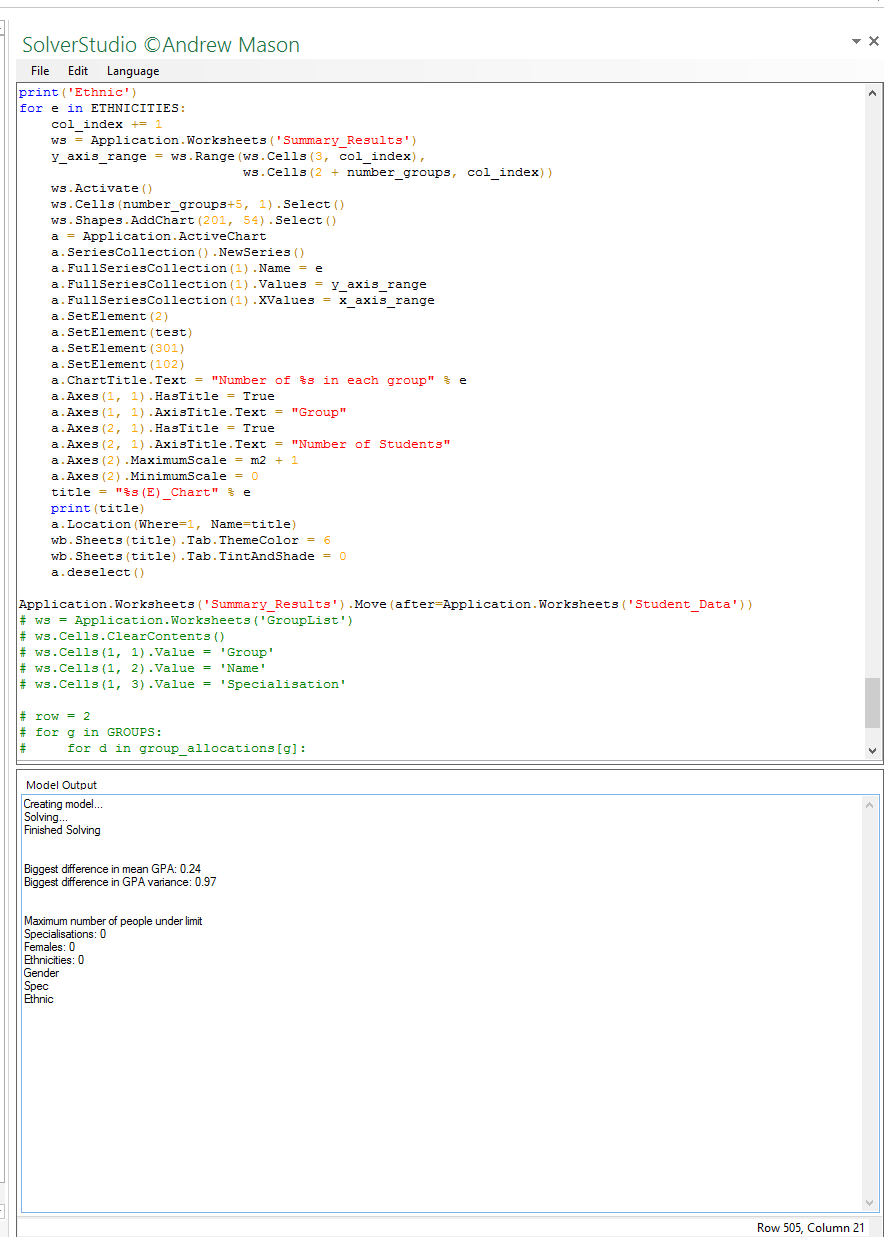 SolverStudio ©Andrew Mason
File Edit Language
print('Ethnic')
for e in ETHNICITIES:
    col_index += 1
    ws = Application.Worksheets('Summary_Results')
    y_axis_range = ws.Range(ws.Cells(3, col_index),
                            ws.Cells(2 + number_groups, col_index))
    ws.Activate()
    ws.Cells(number_groups+5, 1).Select()
    ws.Shapes.AddChart(201, 54).Select()
    a = Application.ActiveChart
    a.SeriesCollection().NewSeries()
    a.FullSeriesCollection(1).Name = e
    a.FullSeriesCollection(1).Values = y_axis_range
    a.FullSeriesCollection(1).XValues = x_axis_range
    a.SetElement(2)
    a.SetElement(test)
    a.SetElement(301)
    a.SetElement(102)
    a.ChartTitle.Text = "Number of %s in each group" % e
    a.Axes(1, 1).HasTitle = True
    a.Axes(1, 1).AxisTitle.Text = "Group"
    a.Axes(2, 1).HasTitle = True
    a.Axes(2, 1).AxisTitle.Text = "Number of Students"
    a.Axes(2).MaximumScale = m2 + 1
    a.Axes(2).MinimumScale = 0
    title = "%s(E)_Chart" % e
    print(title)
    a.Location(Where=1, Name=title)
    wb.Sheets(title).Tab.ThemeColor = 6
    wb.Sheets(title).Tab.TintAndShade = 0
    a.deselect()
Application.Worksheets('Summary_Results').Move(after=Application.Worksheets('Student_Data'))
# ws = Application.Worksheets('GroupList')
# ws.Cells.ClearContents()
# ws.Cells(1, 1).Value = 'Group'
# ws.Cells(1, 2).Value = 'Name'
# ws.Cells(1, 3).Value = 'Specialisation'
# row = 2
# for g in GROUPS:
#     for d in group_allocations[g]:
Model Output
Creating model...
Solving...
Finished Solving
Biggest difference in mean GPA: 0.24
Biggest difference in GPA variance: 0.97
Maximum number of people under limit
Specialisations: 0
Females: 0
Ethnicities: 0
Gender
Spec
Ethnic
Row 505, Column 21